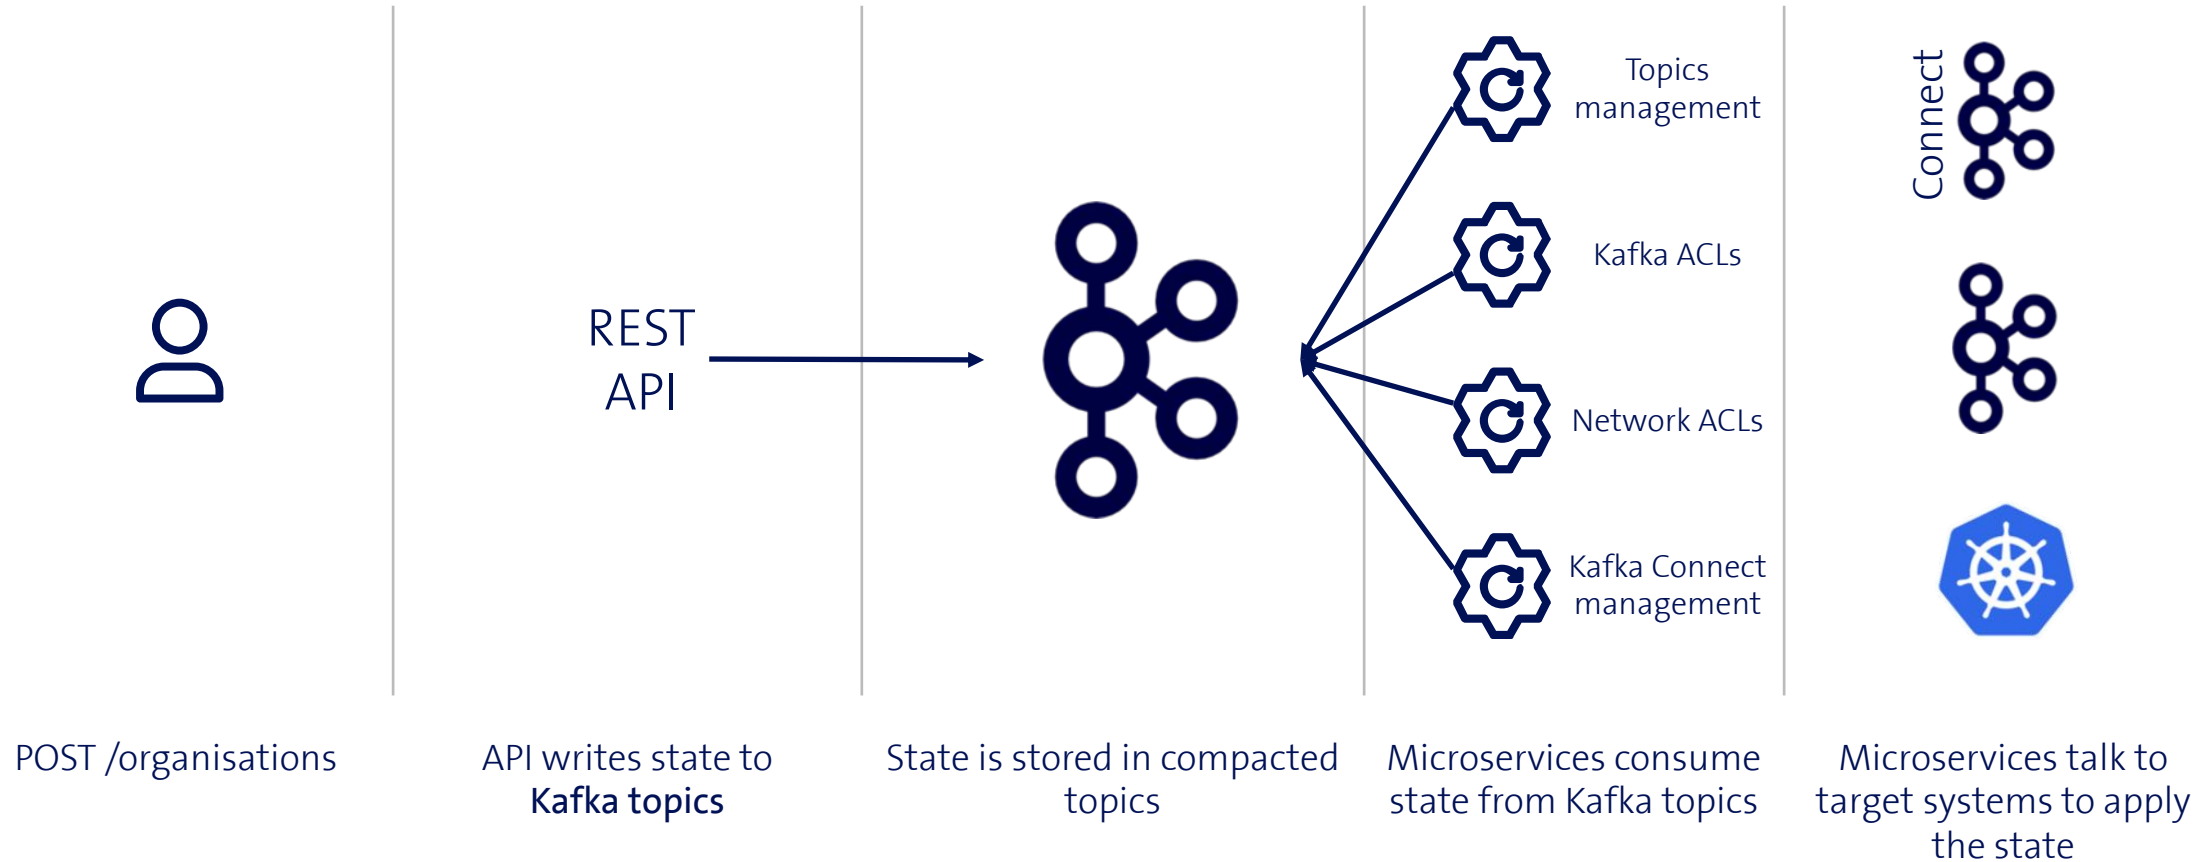 Topics
management
Connect
Kafka ACLs
REST
API
Network ACLs
Kafka Connect
management
POST /organisations
API writes state to
Kafka topics
State is stored in compacted
topics
Microservices consume
state from Kafka topics
Microservices talk to
target systems to apply
the state